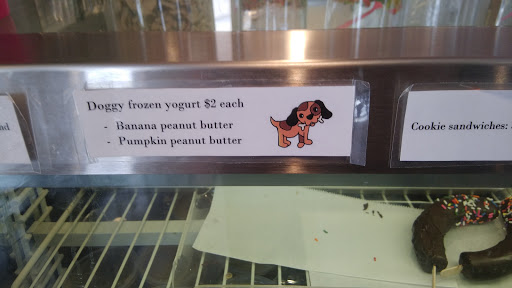 Doggy frozen yogurt $2 each
- Banana peanut butter
- Pumpkin peanut butter
Cookie sandwiches: